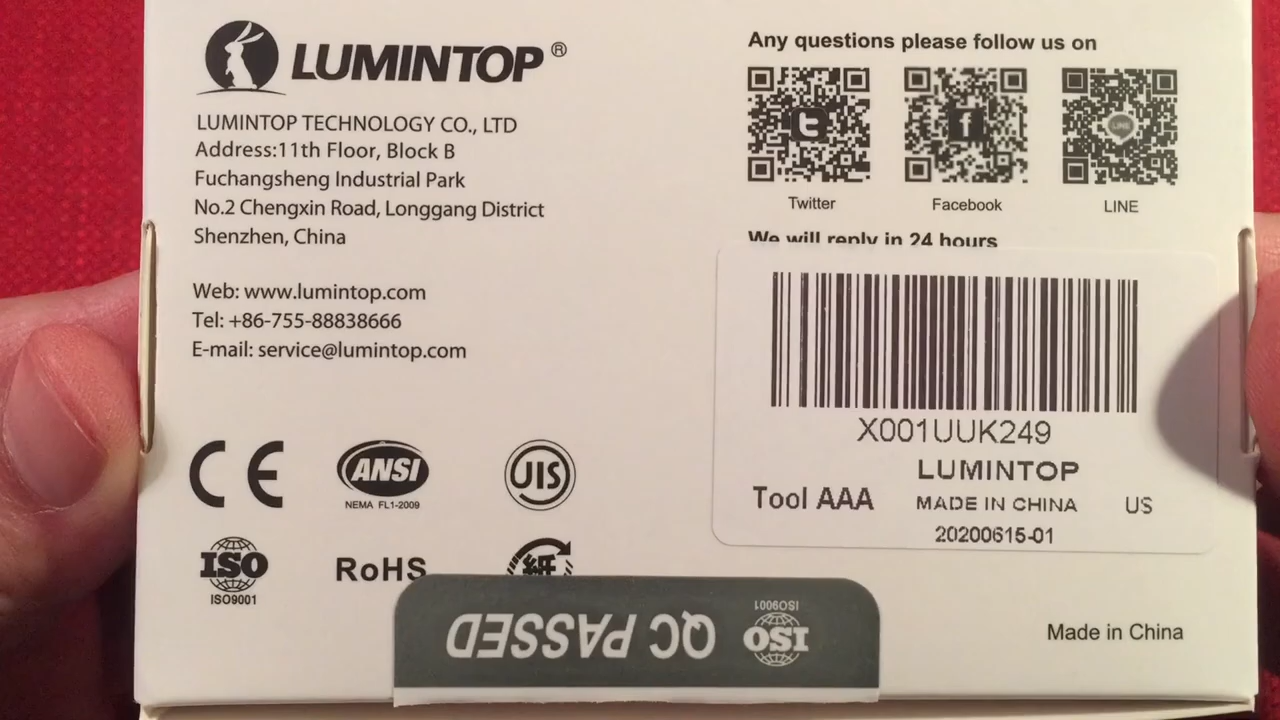 LUMINTOP ®
LUMINTOP TECHNOLOGY CO., LTD
Address:11th Floor, Block B
Fuchangsheng Industrial Park
No.2 Chengxin Road, Longgang District
Shenzhen, China
Web: www.lumintop.com
Tel: +86-755-88838666
E-mail: service@lumintop.com
CE
ANSI
NEMA FL1-2009
JIS
ISO
ISO9001
RoHS
紙
Any questions please follow us on
t
f
LINE
Twitter
Facebook
LINE
We will reply in 24 hours
X001UUK249
LUMINTOP
Tool AAA
MADE IN CHINA
US
20200615-01
QC PASSED
ISO
ISO9001
Made in China